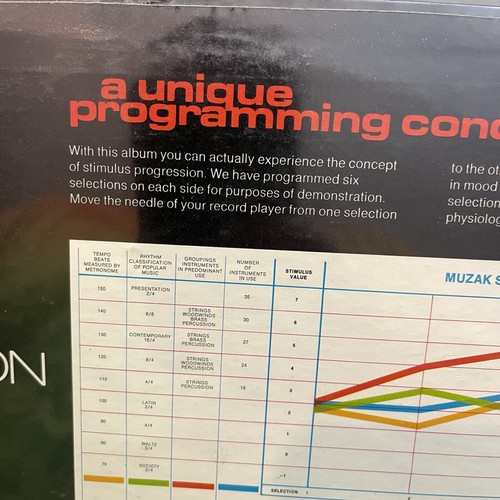 a unique
programming conc
With this album you can actually experience the concept
of stimulus progression. We have programmed six
selections on each side for purposes of demonstration.
Move the needle of your record player from one selection
to the ot
in mood
selection
physiolog
ON
MUZAK S
TEMPO
BEATS
MEASURED BY
METRONOME
RHYTHM
CLASSIFICATION
OF POPULAR
MUSIC
GROUPINGS
INSTRUMENTS
IN PREDOMINANT
USE
NUMBER
OF
INSTRUMENTS
IN USE
STIMULUS
VALUE
150
PRESENTATION
2/4
35
7
140
6/8
STRINGS
WOODWINDS
BRASS
PERCUSSION
30
6
130
CONTEMPORARY
16/4
STRINGS
BRASS
PERCUSSION
27
5
120
8/4
STRINGS
WOODWINDS
PERCUSSION
24
4
110
4/4
STRINGS
PERCUSSION
18
3
100
LATIN
2/4
2
90
4/4
1
80
WALTZ
3/4
70
SOCIETY
2/4
-1
SELECTION 1